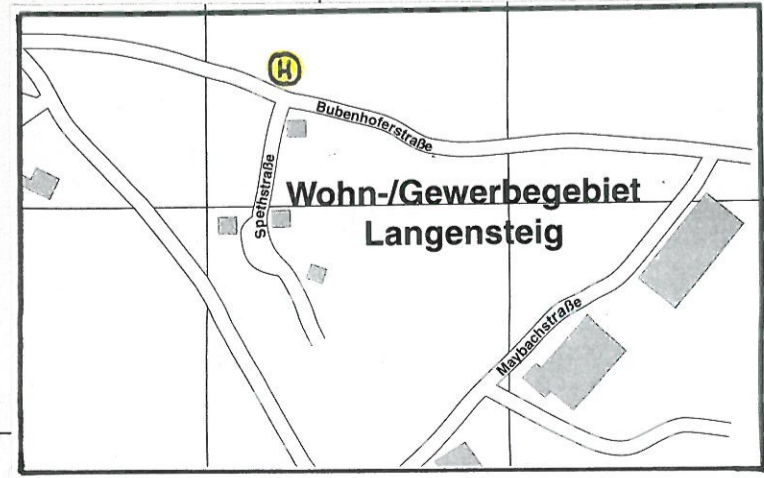 H
Bubenhoferstraße
Spethstraße
Wohn-/Gewerbegebiet
Langensteig
Maybachstraße